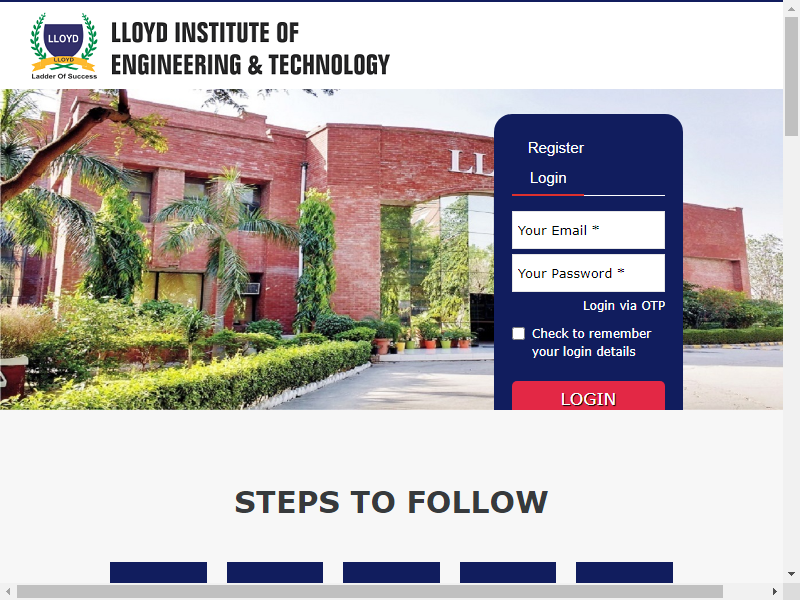 LLOYD
LLOYD
Ladder Of Success
LLOYD INSTITUTE OF
ENGINEERING & TECHNOLOGY
LL
Register
Login
Your Email *
Your Password *
Login via OTP
Check to remember
your login details
LOGIN
STEPS TO FOLLOW